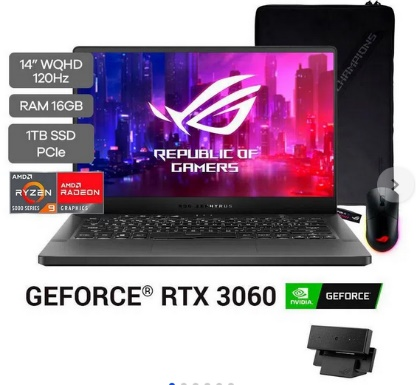 14" WQHD
120Hz
RAM 16GB
1TB SSD
PCIe
REPUBLIC OF
GAMERS
CHAMPIONS
AMD
RYZEN
5000 SERIES 9
AMD
RADEON
GRAPHICS
GEFORCE® RTX 3060
NVIDIA.
GEFORCE